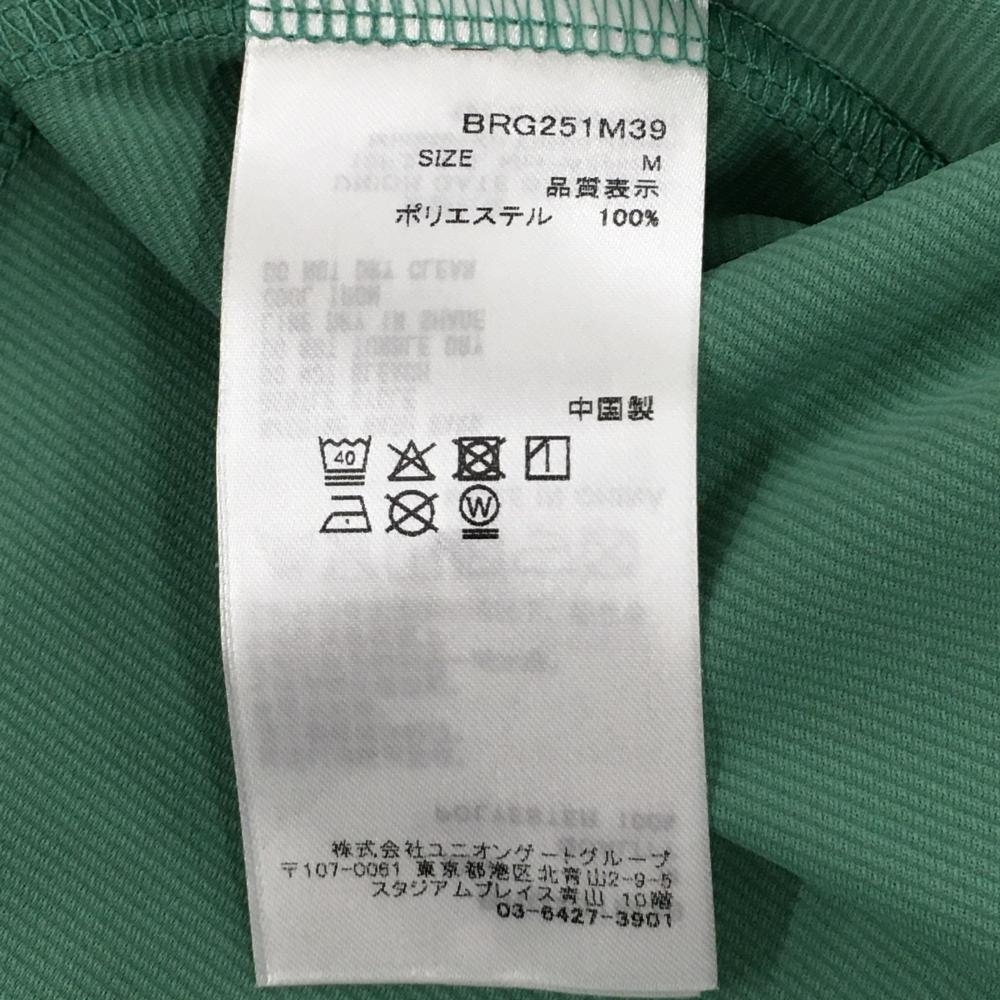 BRG251M39
SIZE M
品質表示
ポリエステル 100%
中国製
40
W
株式会社ユニオンゲートグループ
〒107-0061 東京都港区北青山2-9-5
スタジアムプレイス青山 10階
03-6427-3901